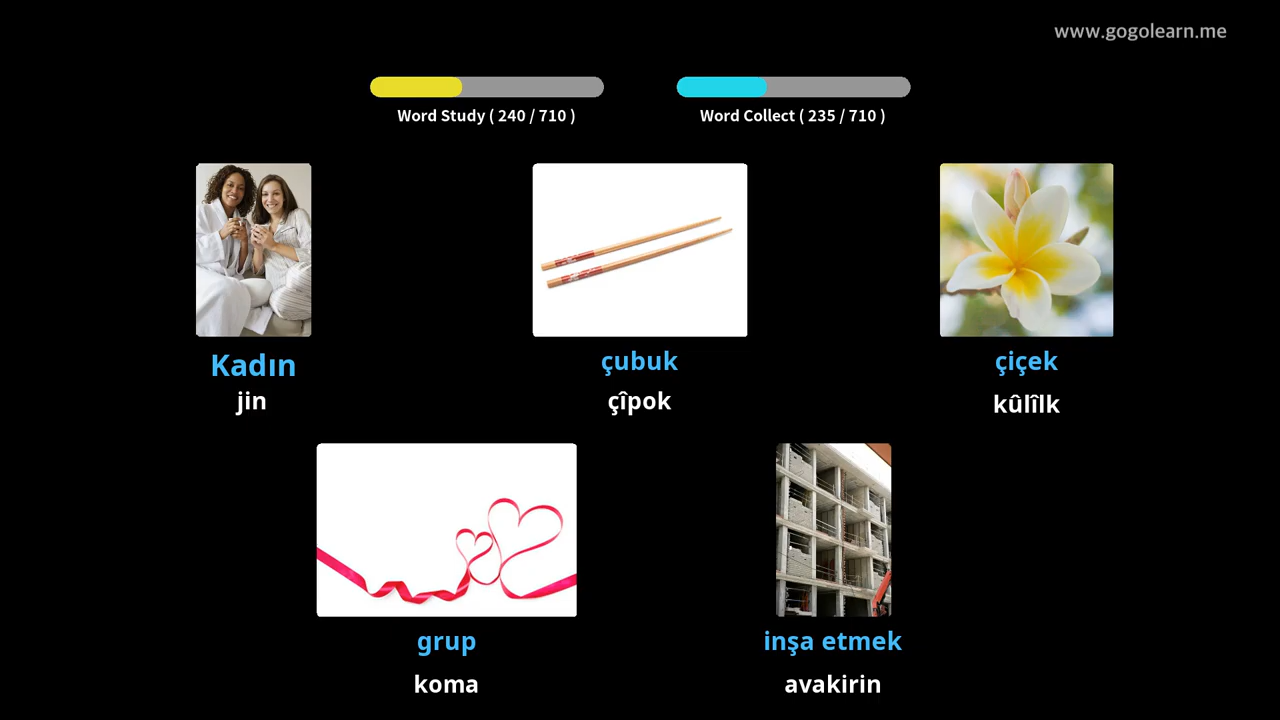 www.gogolearn.me
Word Study ( 240 / 710 )
Word Collect ( 235 / 710 )
Kadın
jin
çubuk
çîpok
çiçek
kûlîlk
grup
koma
inşa etmek
avakirin